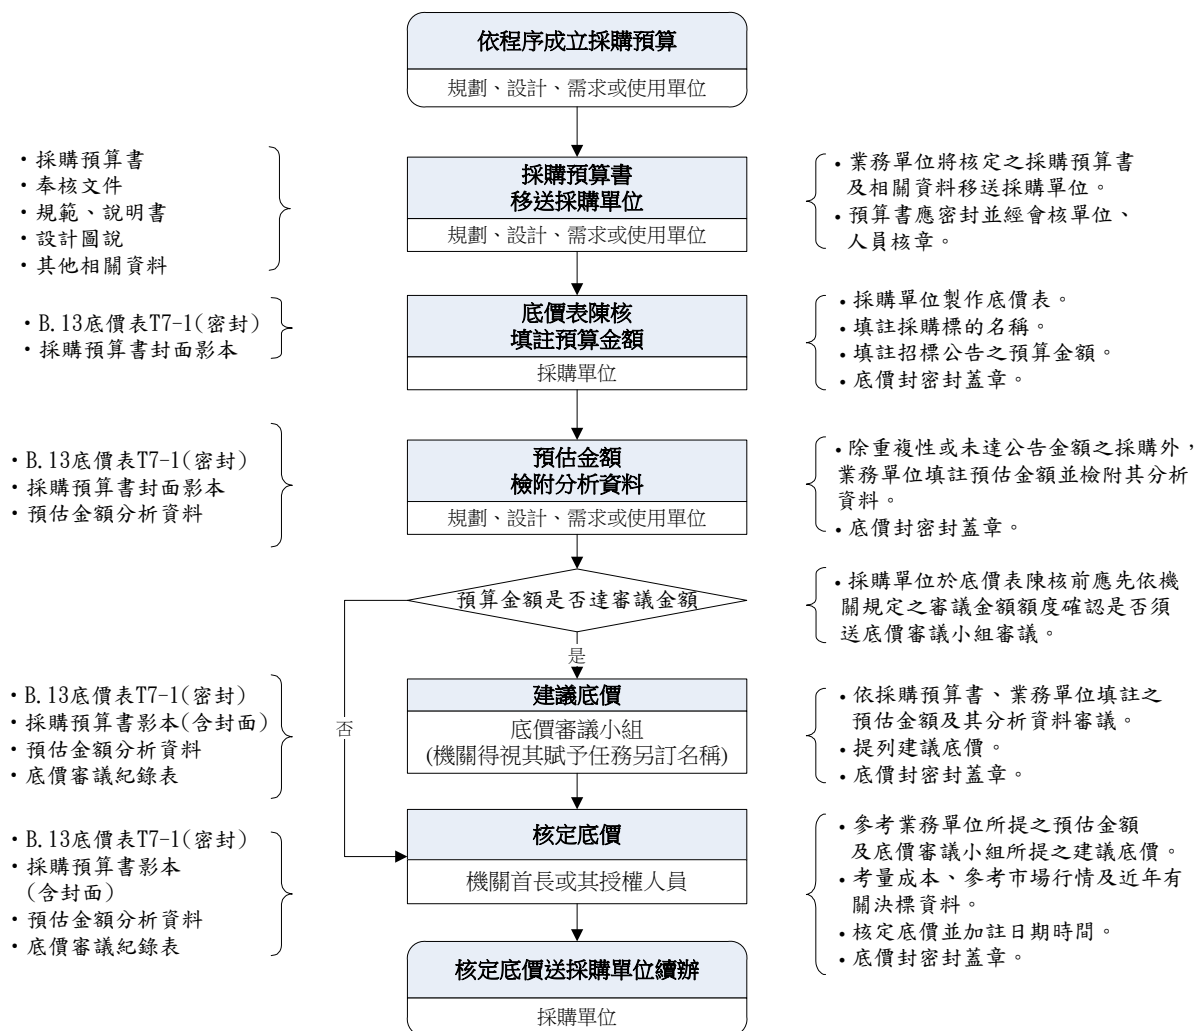 依程序成立採購預算
規劃、設計、需求或使用單位
・採購預算書
・奉核文件
・規範、說明書
・設計圖說
・其他相關資料
採購預算書
移送採購單位
規劃、設計、需求或使用單位
・業務單位將核定之採購預算書
及相關資料移送採購單位。
・預算書應密封並經會核單位、
人員核章。
・B.13底價表T7-1(密封)
・採購預算書封面影本
底價表陳核
填註預算金額
採購單位
・採購單位製作底價表。
・填註採購標的名稱。
・填註招標公告之預算金額。
・底價封密封蓋章。
・B.13底價表T7-1(密封)
・採購預算書封面影本
・預估金額分析資料
預估金額
檢附分析資料
規劃、設計、需求或使用單位
・除重複性或未達公告金額之採購外，
業務單位填註預估金額並檢附其分析
資料。
・底價封密封蓋章。
預算金額是否達審議金額
・採購單位於底價表陳核前應先依機
關規定之審議金額額度確認是否須
送底價審議小組審議。
是
否
・B.13底價表T7-1(密封)
・採購預算書影本(含封面)
・預估金額分析資料
・底價審議紀錄表
建議底價
底價審議小組
(機關得視其賦予任務另訂名稱)
・依採購預算書、業務單位填註之
預估金額及其分析資料審議。
・提列建議底價。
・底價封密封蓋章。
・B.13底價表T7-1(密封)
・採購預算書影本
(含封面)
・預估金額分析資料
・底價審議紀錄表
核定底價
機關首長或其授權人員
・參考業務單位所提之預估金額
及底價審議小組所提之建議底價。
・考量成本、參考市場行情及近年有
關決標資料。
・核定底價並加註日期時間。
・底價封密封蓋章。
核定底價送採購單位續辦
採購單位